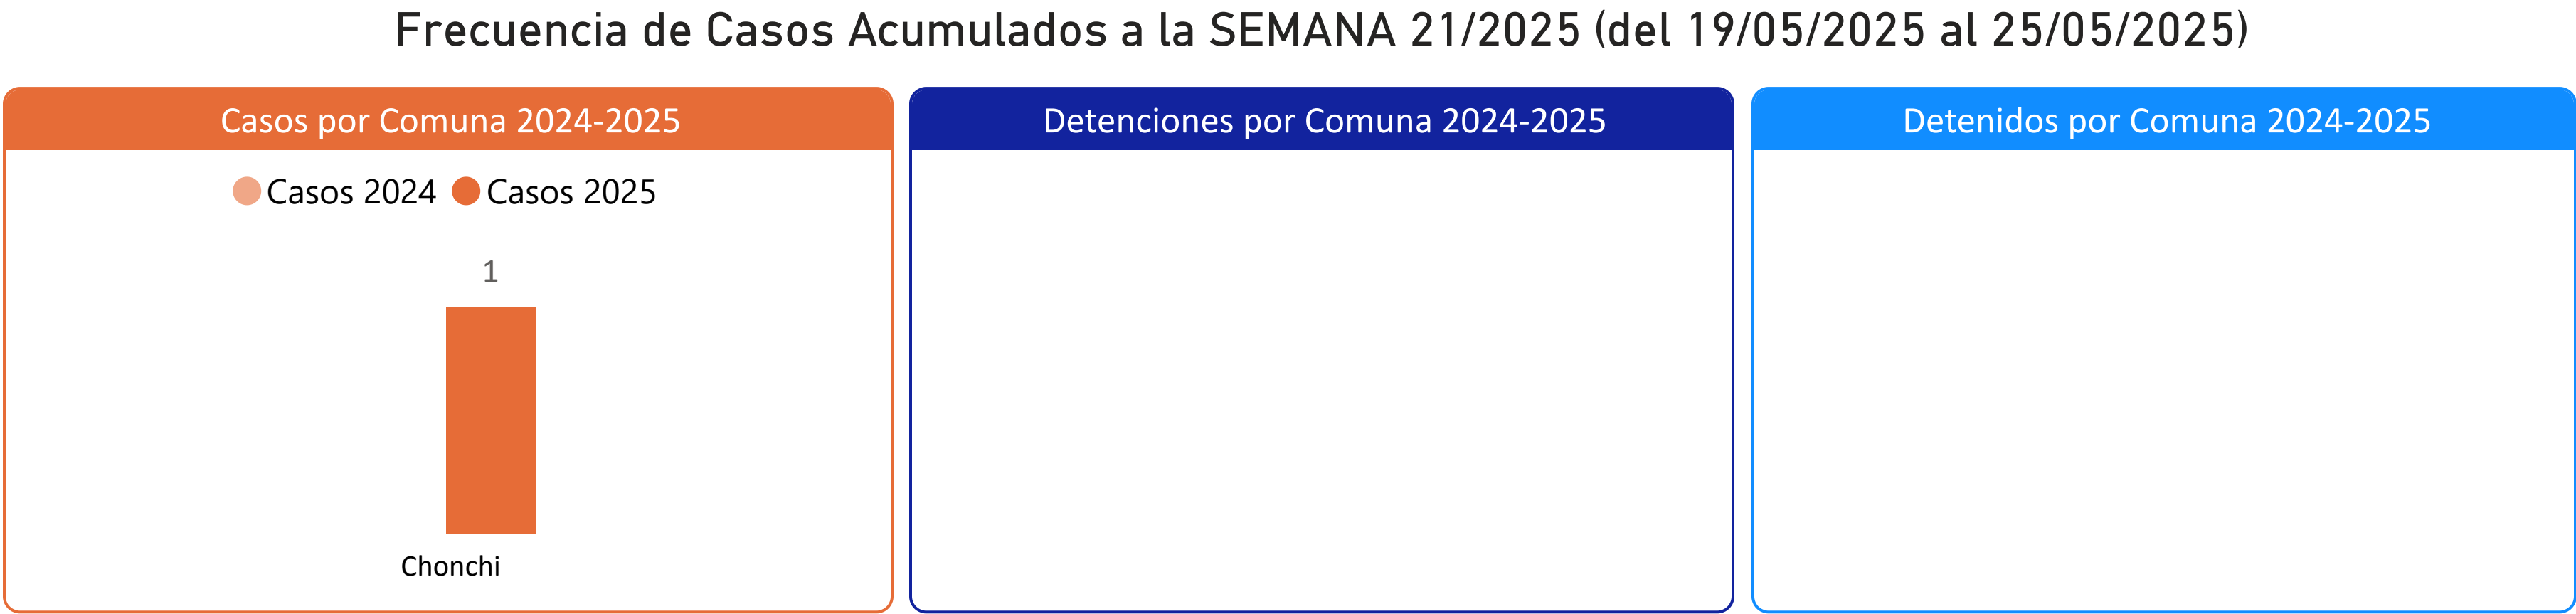 Frecuencia de Casos Acumulados a la SEMANA 21/2025 (del 19/05/2025 al 25/05/2025)
Casos por Comuna 2024-2025
Casos 2024 Casos 2025
1
Chonchi
Detenciones por Comuna 2024-2025
Detenidos por Comuna 2024-2025